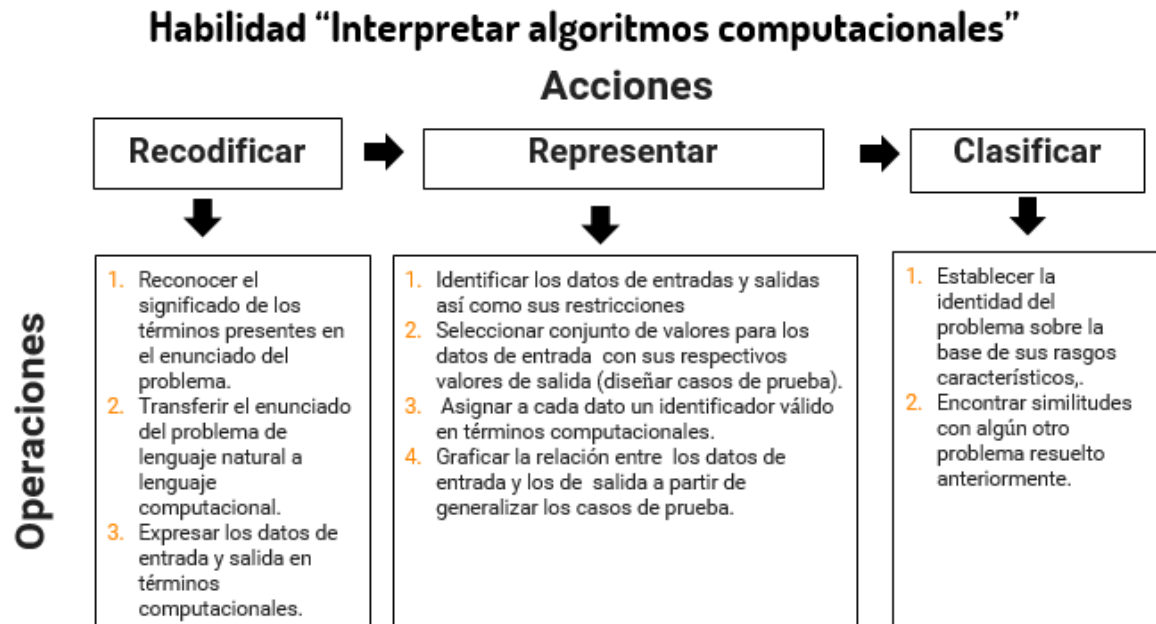 Habilidad “Interpretar algoritmos computacionales”
Acciones
Recodificar
Representar
Clasificar
Operaciones
1. Reconocer el
significado de los
términos presentes en
el enunciado del
problema.
2. Transferir el enunciado
del problema de
lenguaje natural a
lenguaje
computacional.
3. Expresar los datos de
entrada y salida en
términos
computacionales.
1. Identificar los datos de entradas y salidas
así como sus restricciones
2. Seleccionar conjunto de valores para los
datos de entrada con sus respectivos
valores de salida (diseñar casos de prueba).
3. Asignar a cada dato un identificador válido
en términos computacionales.
4. Graficar la relación entre los datos de
entrada y los de salida a partir de
generalizar los casos de prueba.
1. Establecer la
identidad del
problema sobre la
base de sus rasgos
característicos,.
2. Encontrar similitudes
con algún otro
problema resuelto
anteriormente.